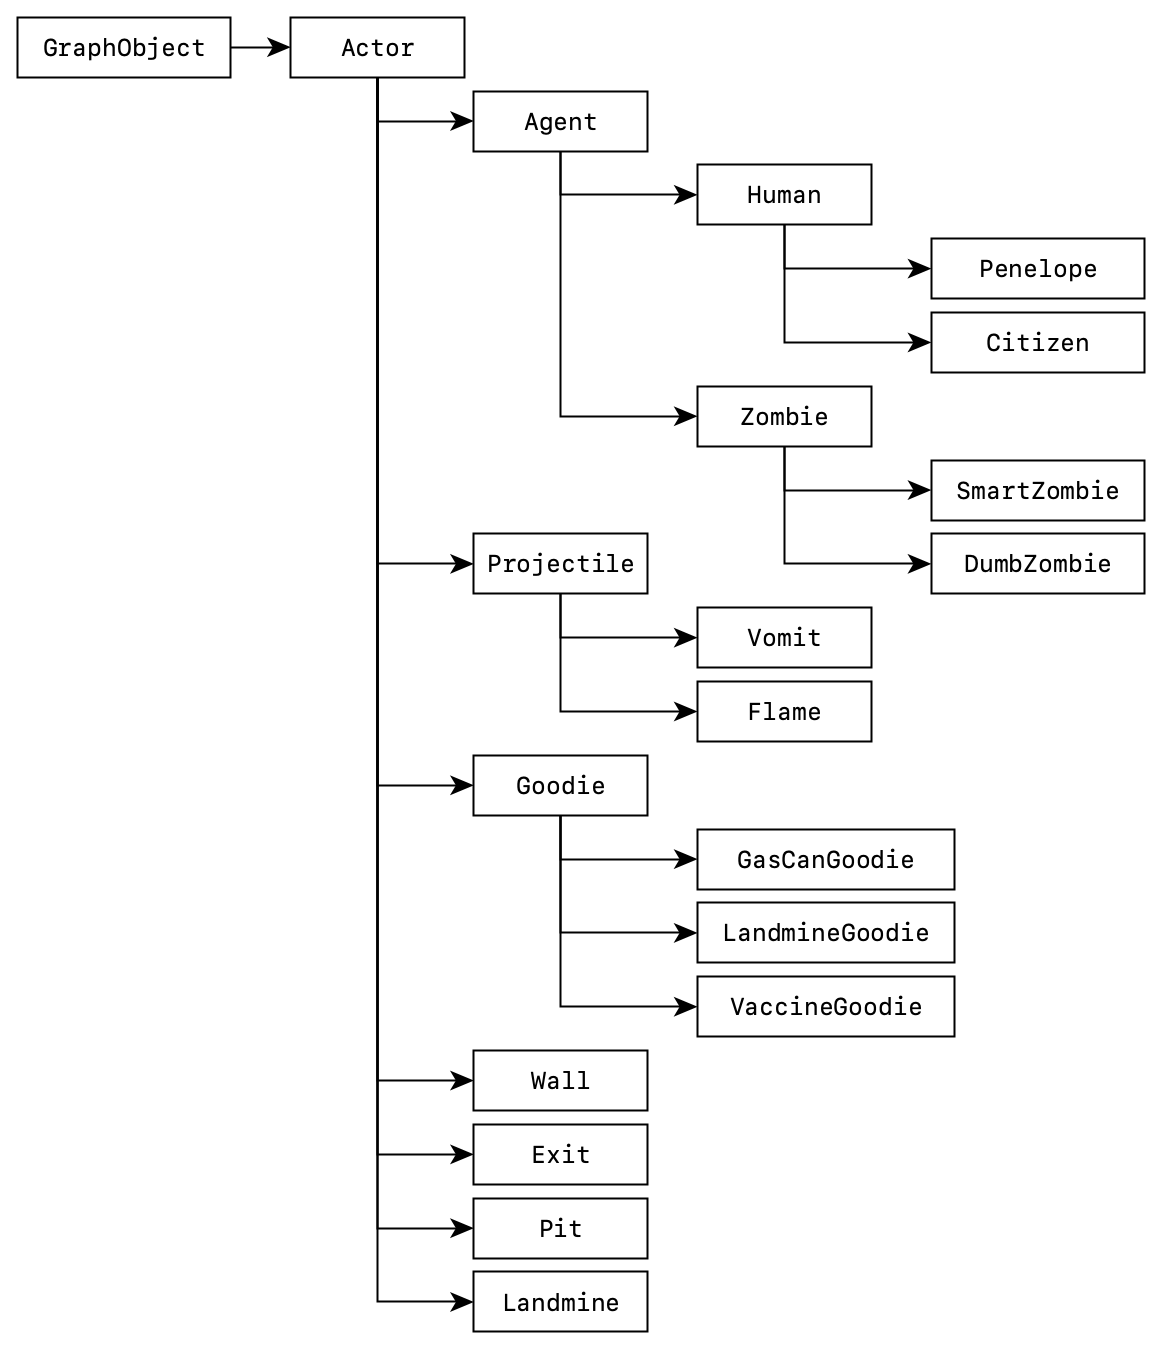 GraphObject
Actor
Agent
Human
Penelope
Citizen
Zombie
SmartZombie
DumbZombie
Projectile
Vomit
Flame
Goodie
GasCanGoodie
LandmineGoodie
VaccineGoodie
Wall
Exit
Pit
Landmine